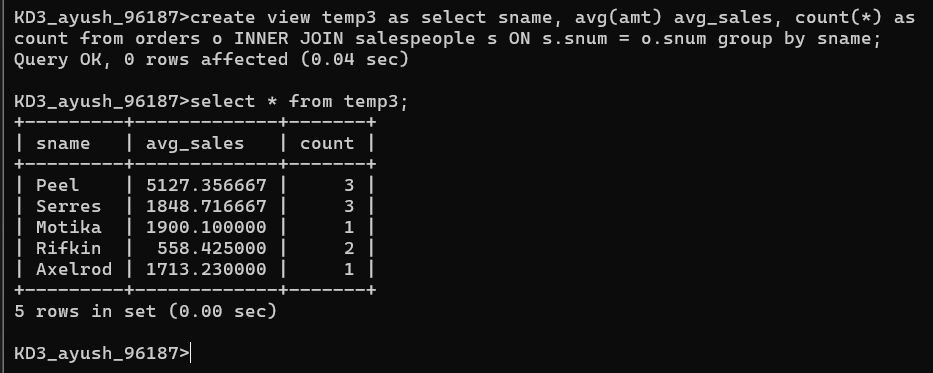 KD3_ayush_96187>create view temp3 as select sname, avg(amt) avg_sales, count(*) as
count from orders o INNER JOIN salespeople s ON s.snum = o.snum group by sname;
Query OK, 0 rows affected (0.04 sec)
KD3_ayush_96187>select * from temp3;
+---------+-------------+-------+
| sname   | avg_sales   | count |
+---------+-------------+-------+
| Peel    | 5127.356667 |     3 |
| Serres  | 1848.716667 |     3 |
| Motika  | 1900.100000 |     1 |
| Rifkin  |  558.425000 |     2 |
| Axelrod | 1713.230000 |     1 |
+---------+-------------+-------+
5 rows in set (0.00 sec)
KD3_ayush_96187>